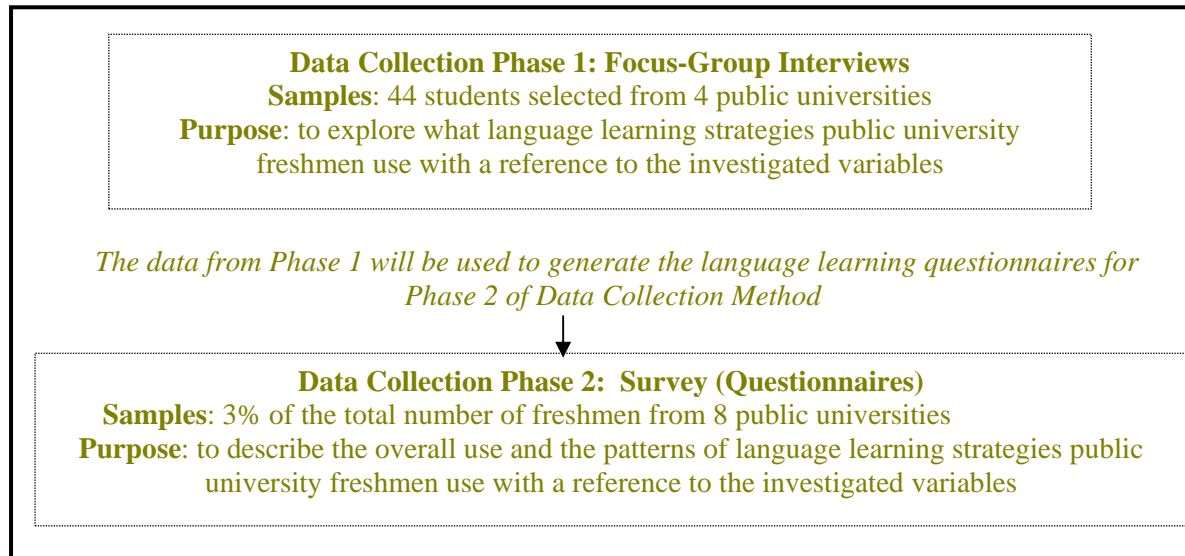 Data Collection Phase 1: Focus-Group Interviews
Samples: 44 students selected from 4 public universities
Purpose: to explore what language learning strategies public university
freshmen use with a reference to the investigated variables
The data from Phase 1 will be used to generate the language learning questionnaires for
Phase 2 of Data Collection Method
Data Collection Phase 2: Survey (Questionnaires)
Samples: 3% of the total number of freshmen from 8 public universities
Purpose: to describe the overall use and the patterns of language learning strategies public
university freshmen use with a reference to the investigated variables